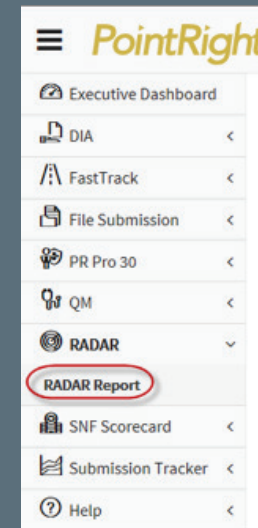 PointRight
Executive Dashboard
DIA
FastTrack
File Submission
PR Pro 30
QM
RADAR
RADAR Report
SNF Scorecard
Submission Tracker
Help